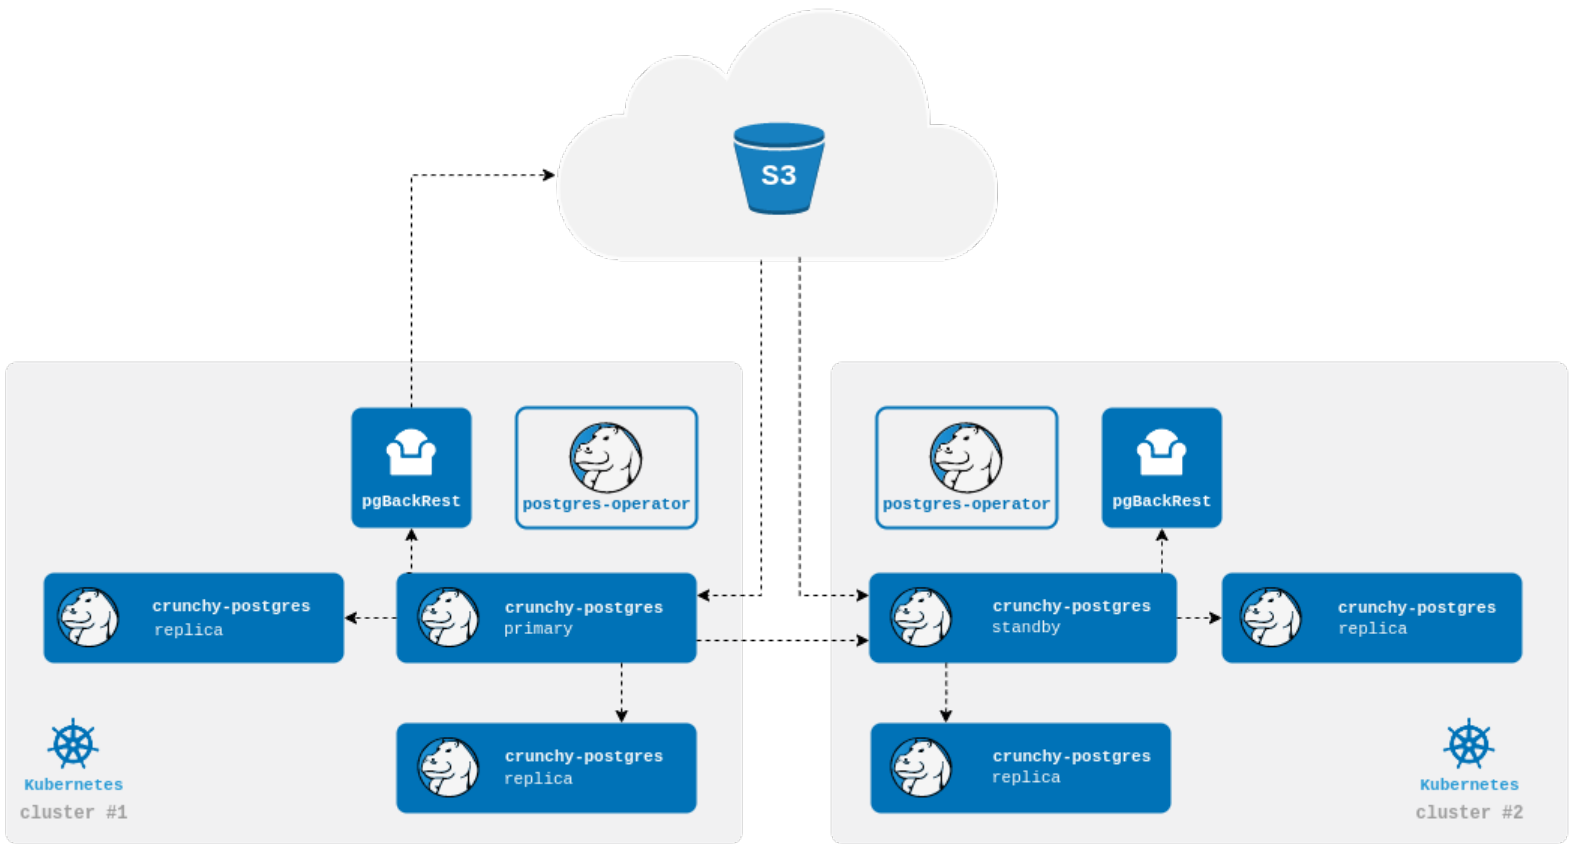 S3
pgBackRest
postgres-operator
crunchy-postgres
replica
crunchy-postgres
primary
crunchy-postgres
replica
Kubernetes
cluster #1
postgres-operator
pgBackRest
crunchy-postgres
standby
crunchy-postgres
replica
crunchy-postgres
replica
Kubernetes
cluster #2